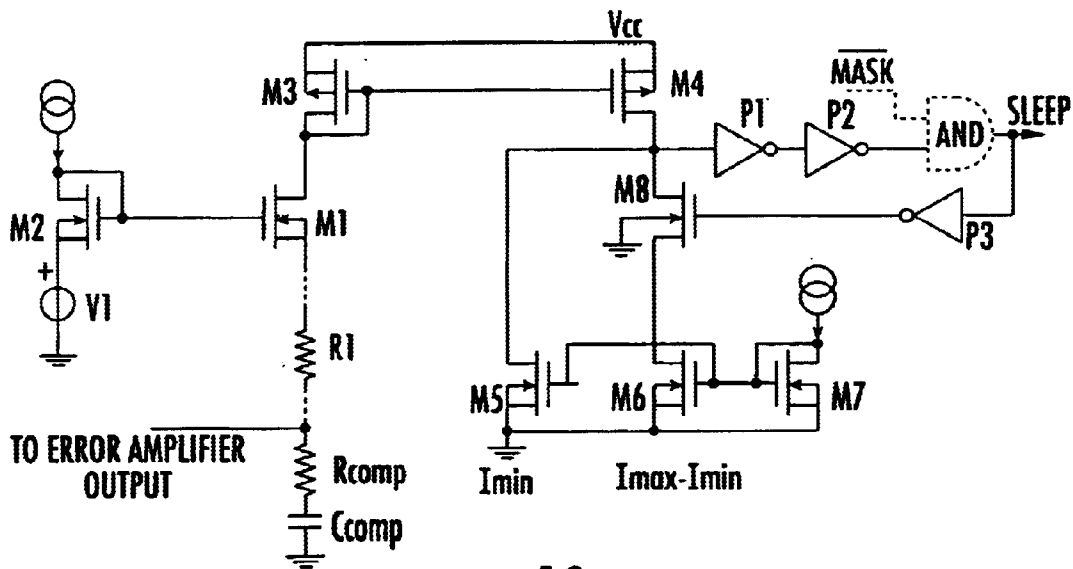 Vcc
M3
M4
MASK
P1
P2
SLEEP
AND
M2
M1
M8
P3
+
V1
R1
M5
M6
M7
TO ERROR AMPLIFIER
OUTPUT
Rcomp
Imin
Imax-Imin
Ccomp